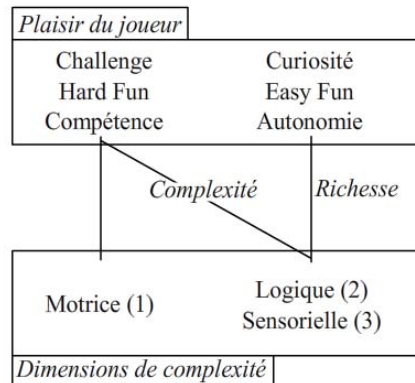 Plaisir du joueur
Challenge
Hard Fun
Compétence
Curiosité
Easy Fun
Autonomie
Complexité
Richesse
Motrice (1)
Logique (2)
Sensorielle (3)
Dimensions de complexité